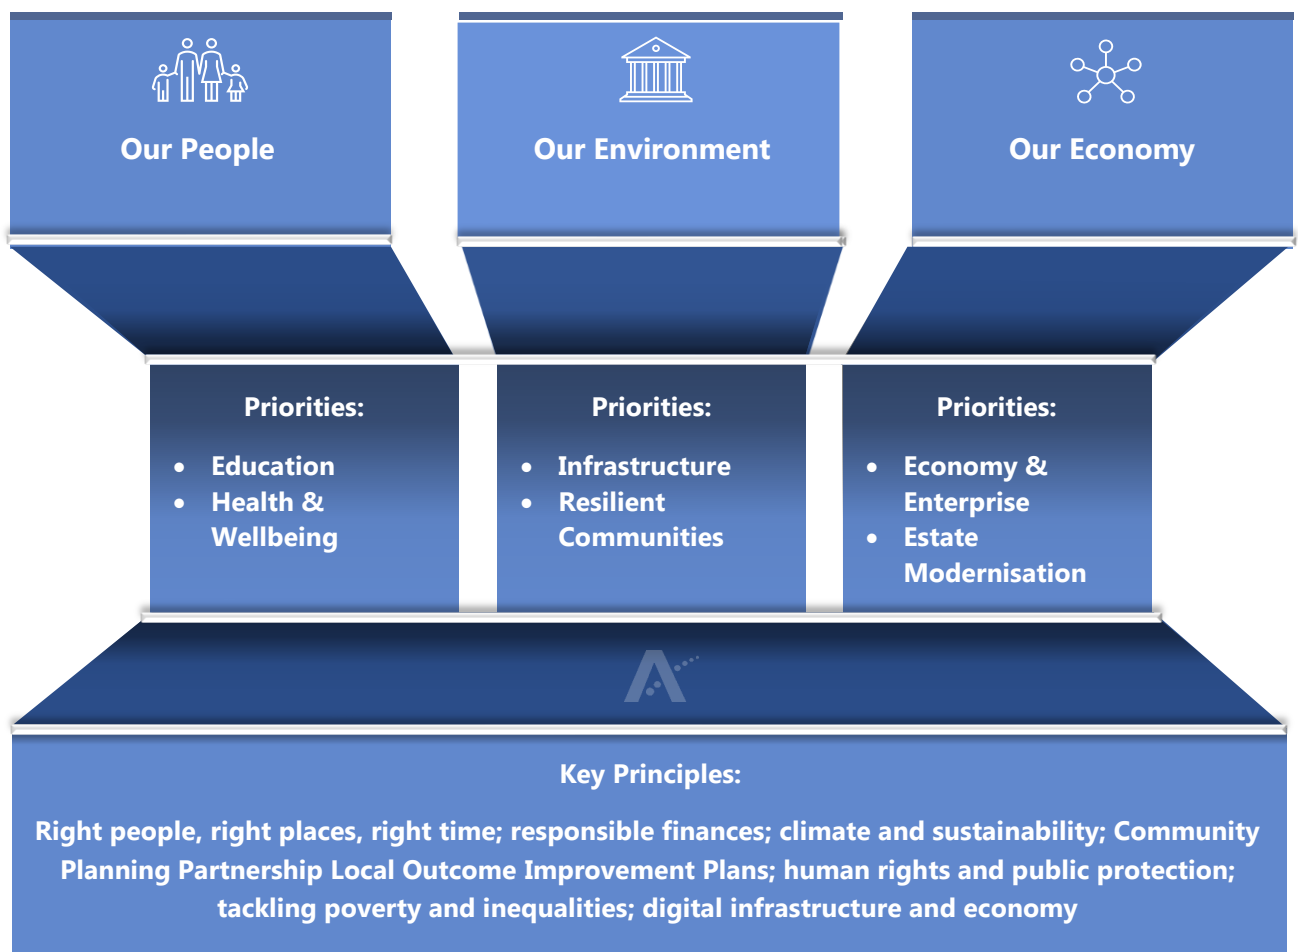 Our People
Our Environment
Our Economy
Priorities:
• Education
• Health &
Wellbeing
Priorities:
• Infrastructure
• Resilient
Communities
Priorities:
• Economy &
Enterprise
• Estate
Modernisation
Key Principles:
Right people, right places, right time; responsible finances; climate and sustainability; Community
Planning Partnership Local Outcome Improvement Plans; human rights and public protection;
tackling poverty and inequalities; digital infrastructure and economy